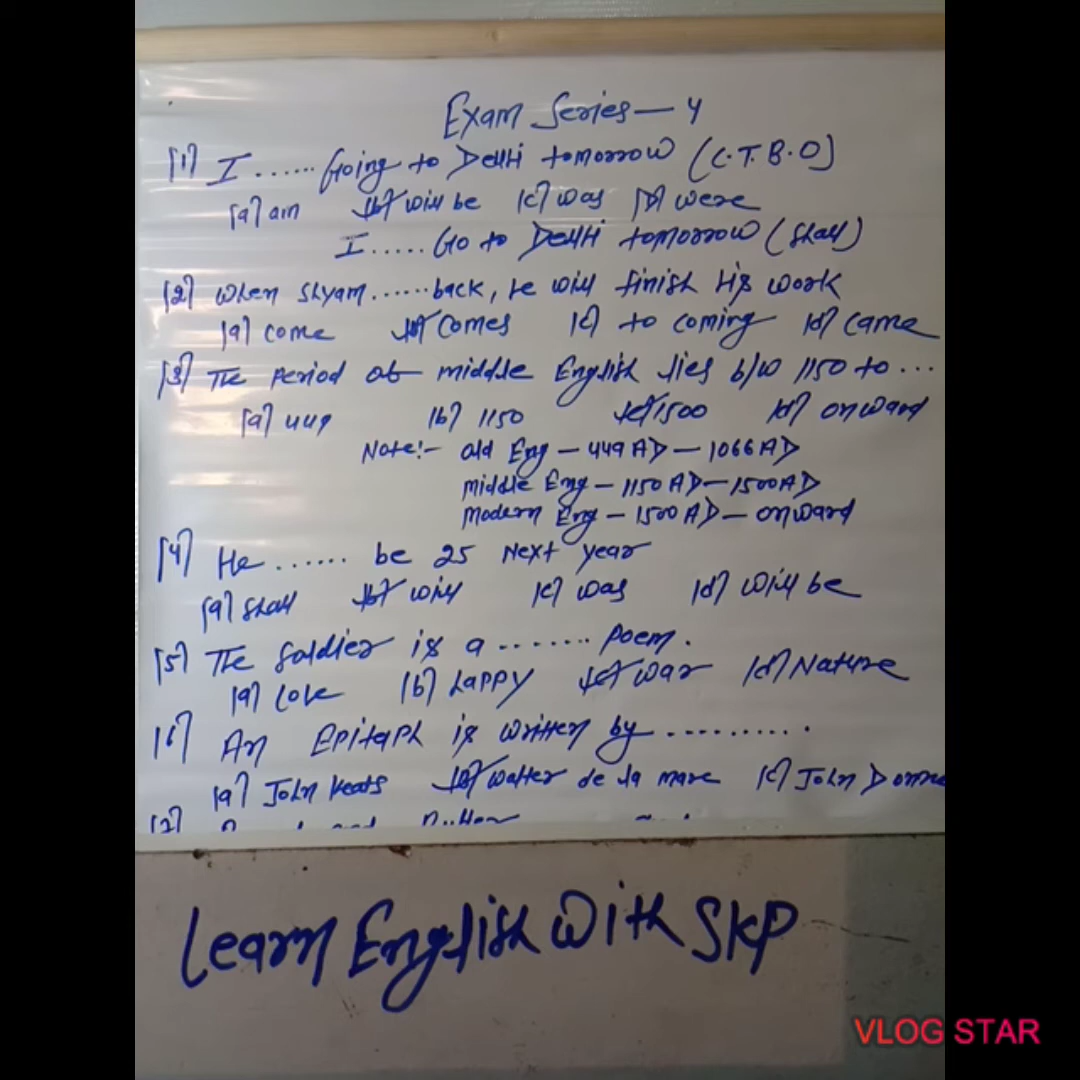 Exam Series - 4
[1] I ...... Going to Delhi tomorrow (C.T.B.O)
[a] am [b] will be [c] was [d] were
I ..... Go to Delhi tomorrow (shall)
[2] when shyam ...... back, he will finish His work
[a] come [b] comes [c] to coming [d] came
[3] The period of middle English lies b/w 1150 to ...
[a] 449 [b] 1150 [c] 1500 [d] onward
Note:- old Eng - 449 AD - 1066 AD
middle Eng - 1150 AD - 1500 AD
Modern Eng - 1500 AD - onward
[4] He ...... be 25 Next year
[a] shall [b] will [c] was [d] will be
[5] The Soldier is a ....... Poem.
[a] Love [b] happy [c] war [d] Nature
[6] An Epitaph is written by ..........
[a] John Keats [b] walter de la mare [c] John Donne
Learn English With SKP
VLOG STAR